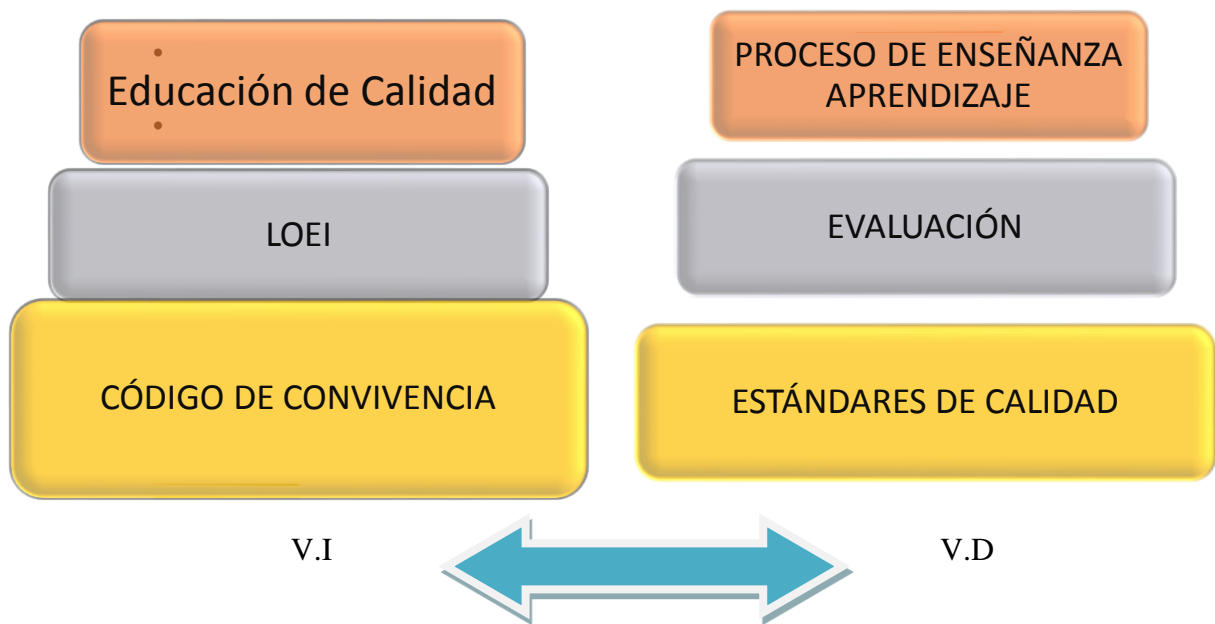 Educación de Calidad
LOEI
CÓDIGO DE CONVIVENCIA
V.I
PROCESO DE ENSEÑANZA
APRENDIZAJE
EVALUACIÓN
ESTÁNDARES DE CALIDAD
V.D